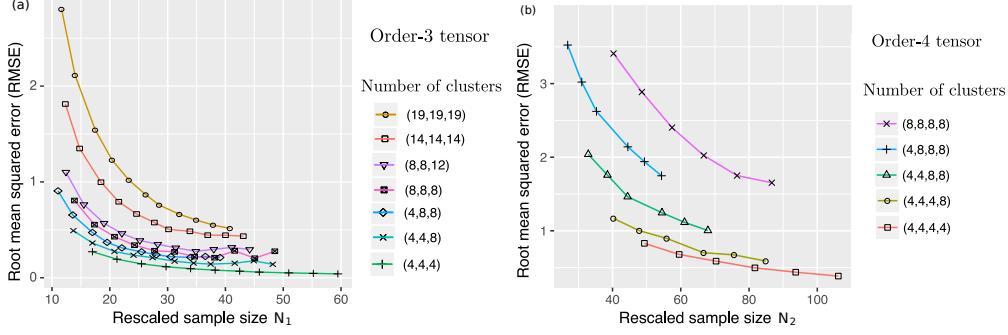 (a)
Root mean squared error (RMSE)
2
1
0
10 20 30 40 50 60
Rescaled sample size N₁
Order-3 tensor
Number of clusters
(19,19,19)
(14,14,14)
(8,8,12)
(8,8,8)
(4,8,8)
(4,4,8)
(4,4,4)
(b)
Root mean squared error (RMSE)
3
2
1
40 60 80 100
Rescaled sample size N₂
Order-4 tensor
Number of clusters
(8,8,8,8)
(4,8,8,8)
(4,4,8,8)
(4,4,4,8)
(4,4,4,4)